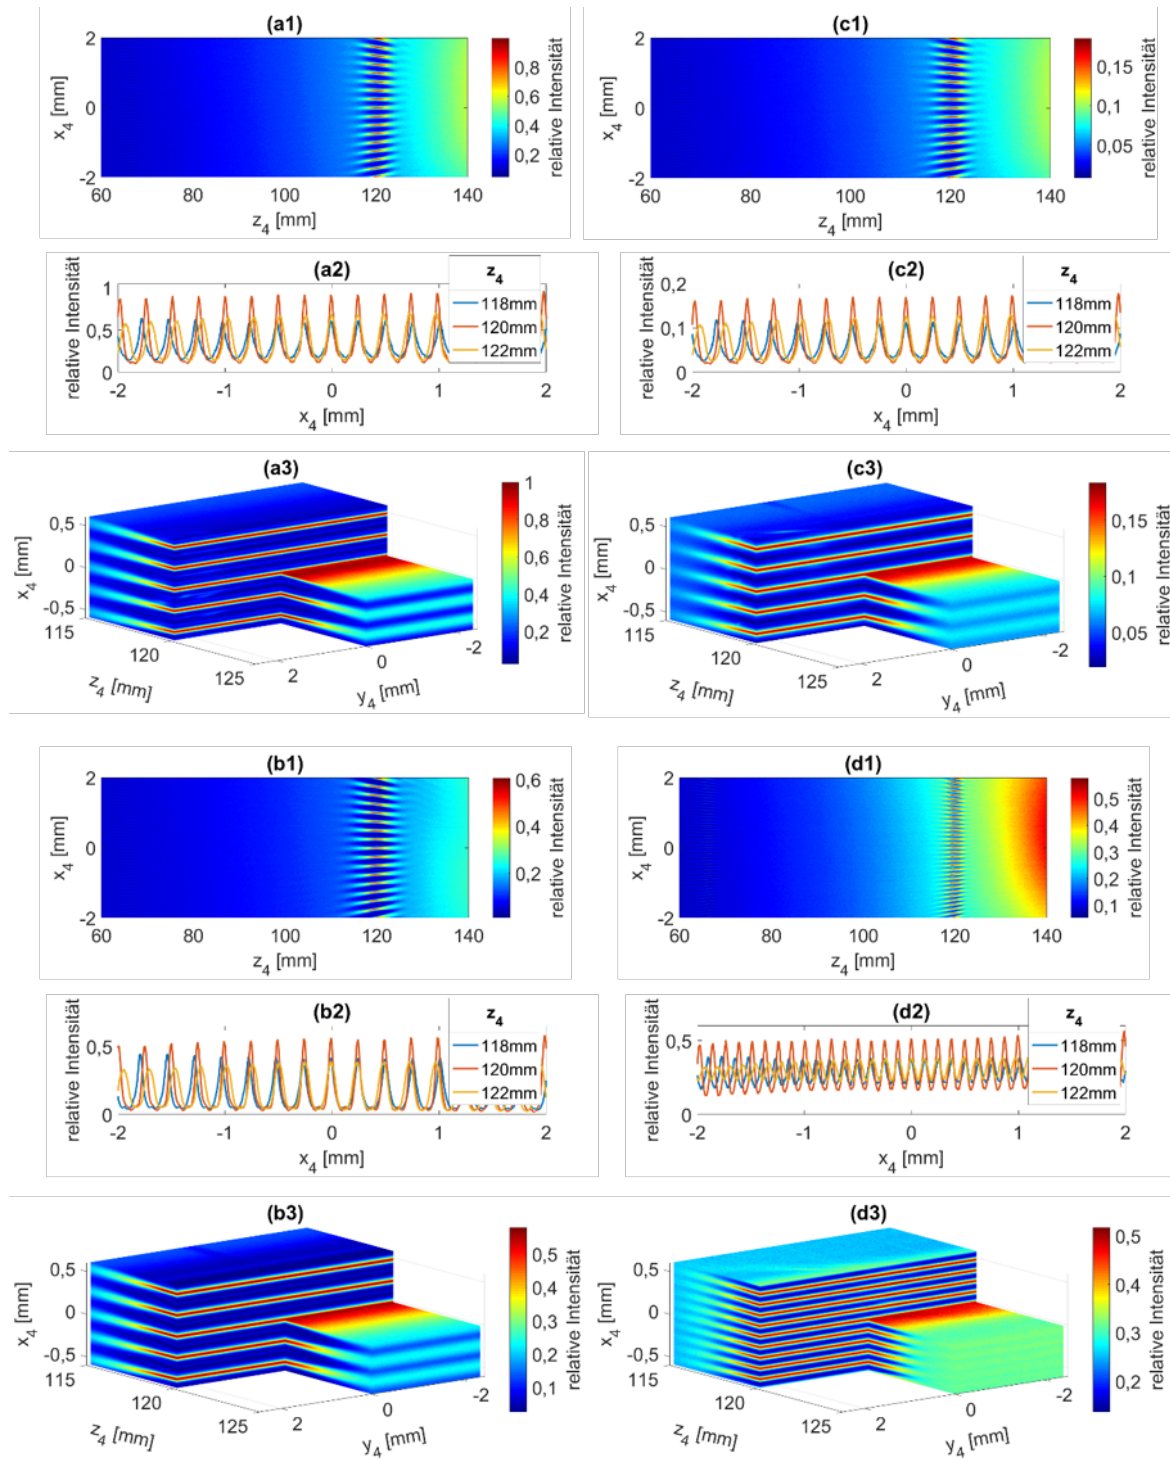 (a1)
2
0
-2
x4 [mm]
60 80 100 120 140
z4 [mm]
0,8
0,6
0,4
0,2
relative Intensität
(c1)
2
0
-2
x4 [mm]
60 80 100 120 140
z4 [mm]
0,15
0,1
0,05
relative Intensität
(a2)
1
0,5
0
relative Intensität
-2 -1 0 1 2
x4 [mm]
z4
118mm
120mm
122mm
(c2)
0,2
0,1
0
relative Intensität
-2 -1 0 1 2
x4 [mm]
z4
118mm
120mm
122mm
(a3)
0,5
0
-0,5
x4 [mm]
115
120
125
z4 [mm]
2
0
-2
y4 [mm]
1
0,8
0,6
0,4
0,2
relative Intensität
(c3)
0,5
0
-0,5
x4 [mm]
115
120
125
z4 [mm]
2
0
-2
y4 [mm]
0,15
0,1
0,05
relative Intensität
(b1)
2
0
-2
x4 [mm]
60 80 100 120 140
z4 [mm]
0,6
0,4
0,2
relative Intensität
(d1)
2
0
-2
x4 [mm]
60 80 100 120 140
z4 [mm]
0,5
0,4
0,3
0,2
0,1
relative Intensität
(b2)
0,5
0
relative Intensität
-2 -1 0 1 2
x4 [mm]
z4
118mm
120mm
122mm
(d2)
0,5
0
relative Intensität
-2 -1 0 1 2
x4 [mm]
z4
118mm
120mm
122mm
(b3)
0,5
0
-0,5
x4 [mm]
115
120
125
z4 [mm]
2
0
-2
y4 [mm]
0,5
0,4
0,3
0,2
0,1
relative Intensität
(d3)
0,5
0
-0,5
x4 [mm]
115
120
125
z4 [mm]
2
0
-2
y4 [mm]
0,5
0,4
0,3
0,2
relative Intensität